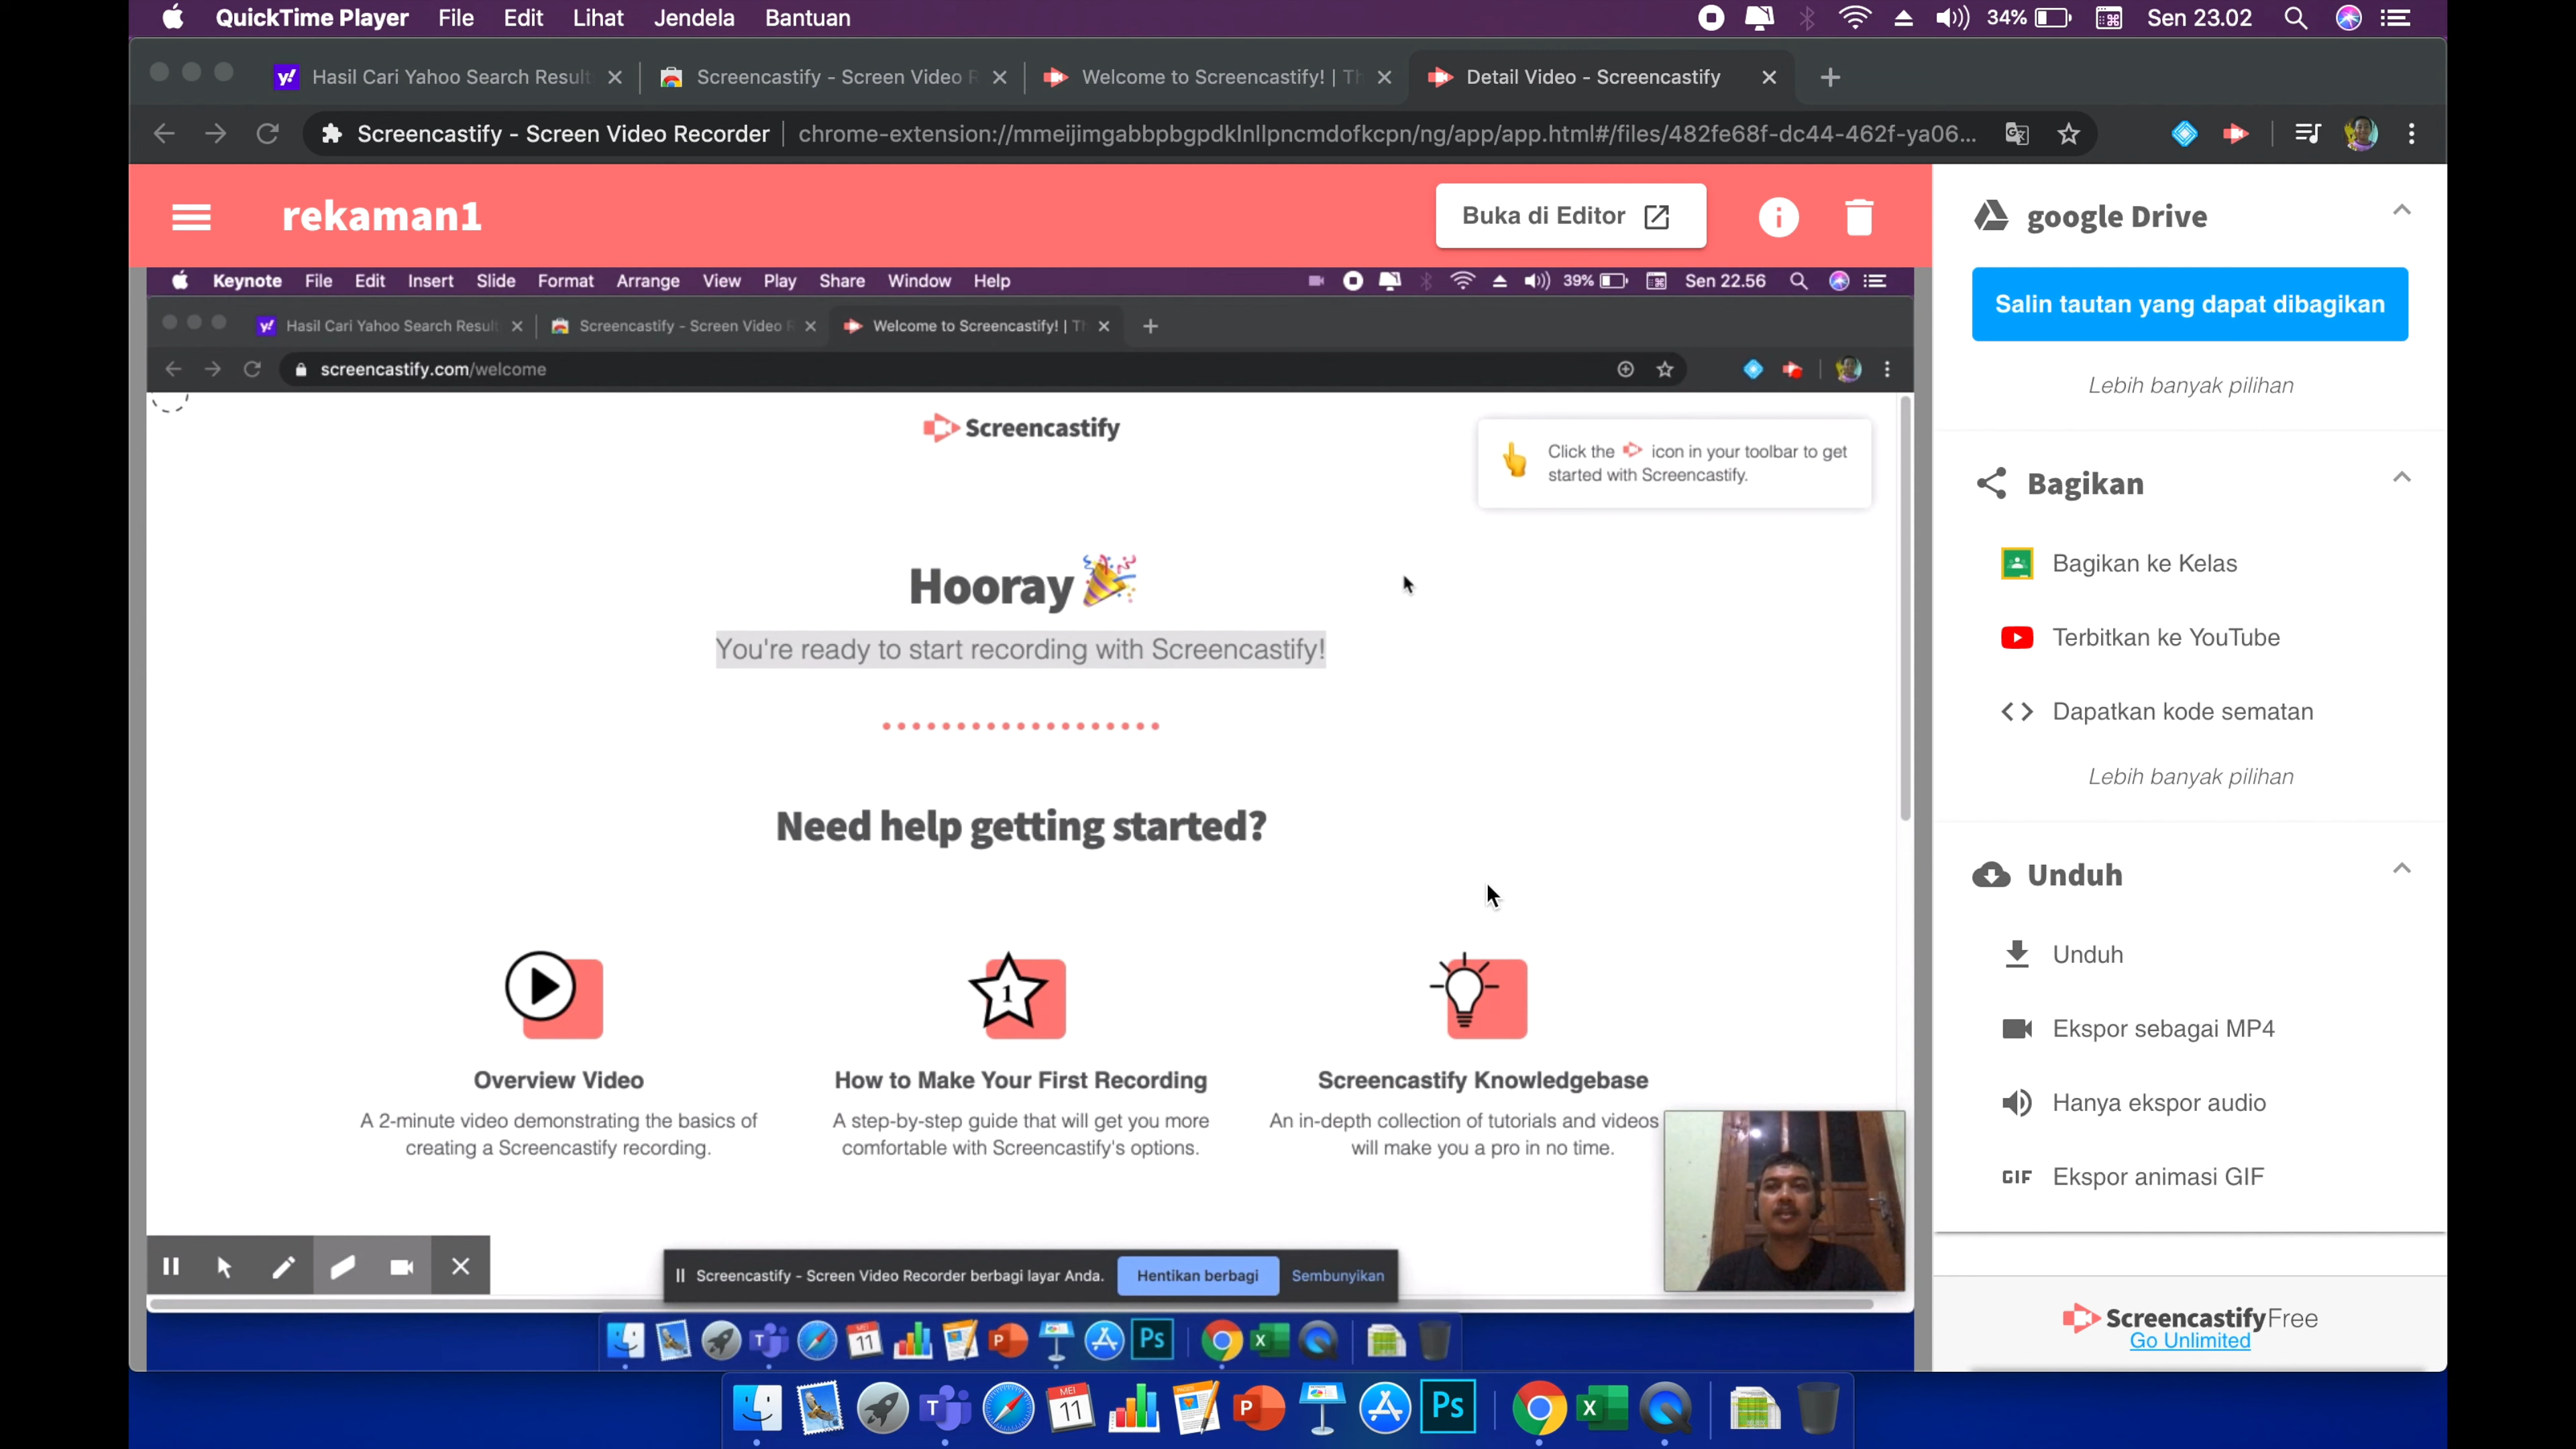 QuickTime Player File Edit Lihat Jendela Bantuan 34% Sen 23.02
Hasil Cari Yahoo Search Result Screencastify - Screen Video R Welcome to Screencastify! | Th Detail Video - Screencastify
Screencastify - Screen Video Recorder chrome-extension://mmeijimgabbpbgpdklnllpncmdofkcpn/ng/app/app.html#/files/482fe68f-dc44-462f-ya06...
rekaman1 Buka di Editor
Keynote File Edit Insert Slide Format Arrange View Play Share Window Help 39% Sen 22.56
Hasil Cari Yahoo Search Result Screencastify - Screen Video R Welcome to Screencastify! | Th
screencastify.com/welcome
Screencastify
Click the icon in your toolbar to get
started with Screencastify.
Hooray
You're ready to start recording with Screencastify!
Need help getting started?
1
Overview Video
A 2-minute video demonstrating the basics of
creating a Screencastify recording.
How to Make Your First Recording
A step-by-step guide that will get you more
comfortable with Screencastify's options.
Screencastify Knowledgebase
An in-depth collection of tutorials and videos
will make you a pro in no time.
Screencastify - Screen Video Recorder berbagi layar Anda. Hentikan berbagi Sembunyikan
google Drive
Salin tautan yang dapat dibagikan
Lebih banyak pilihan
Bagikan
Bagikan ke Kelas
Terbitkan ke YouTube
Dapatkan kode sematan
Lebih banyak pilihan
Unduh
Unduh
Ekspor sebagai MP4
Hanya ekspor audio
GIF Ekspor animasi GIF
ScreencastifyFree
Go Unlimited
T MEI 11 P Ps X
T MEI 11 PAGES P Ps X